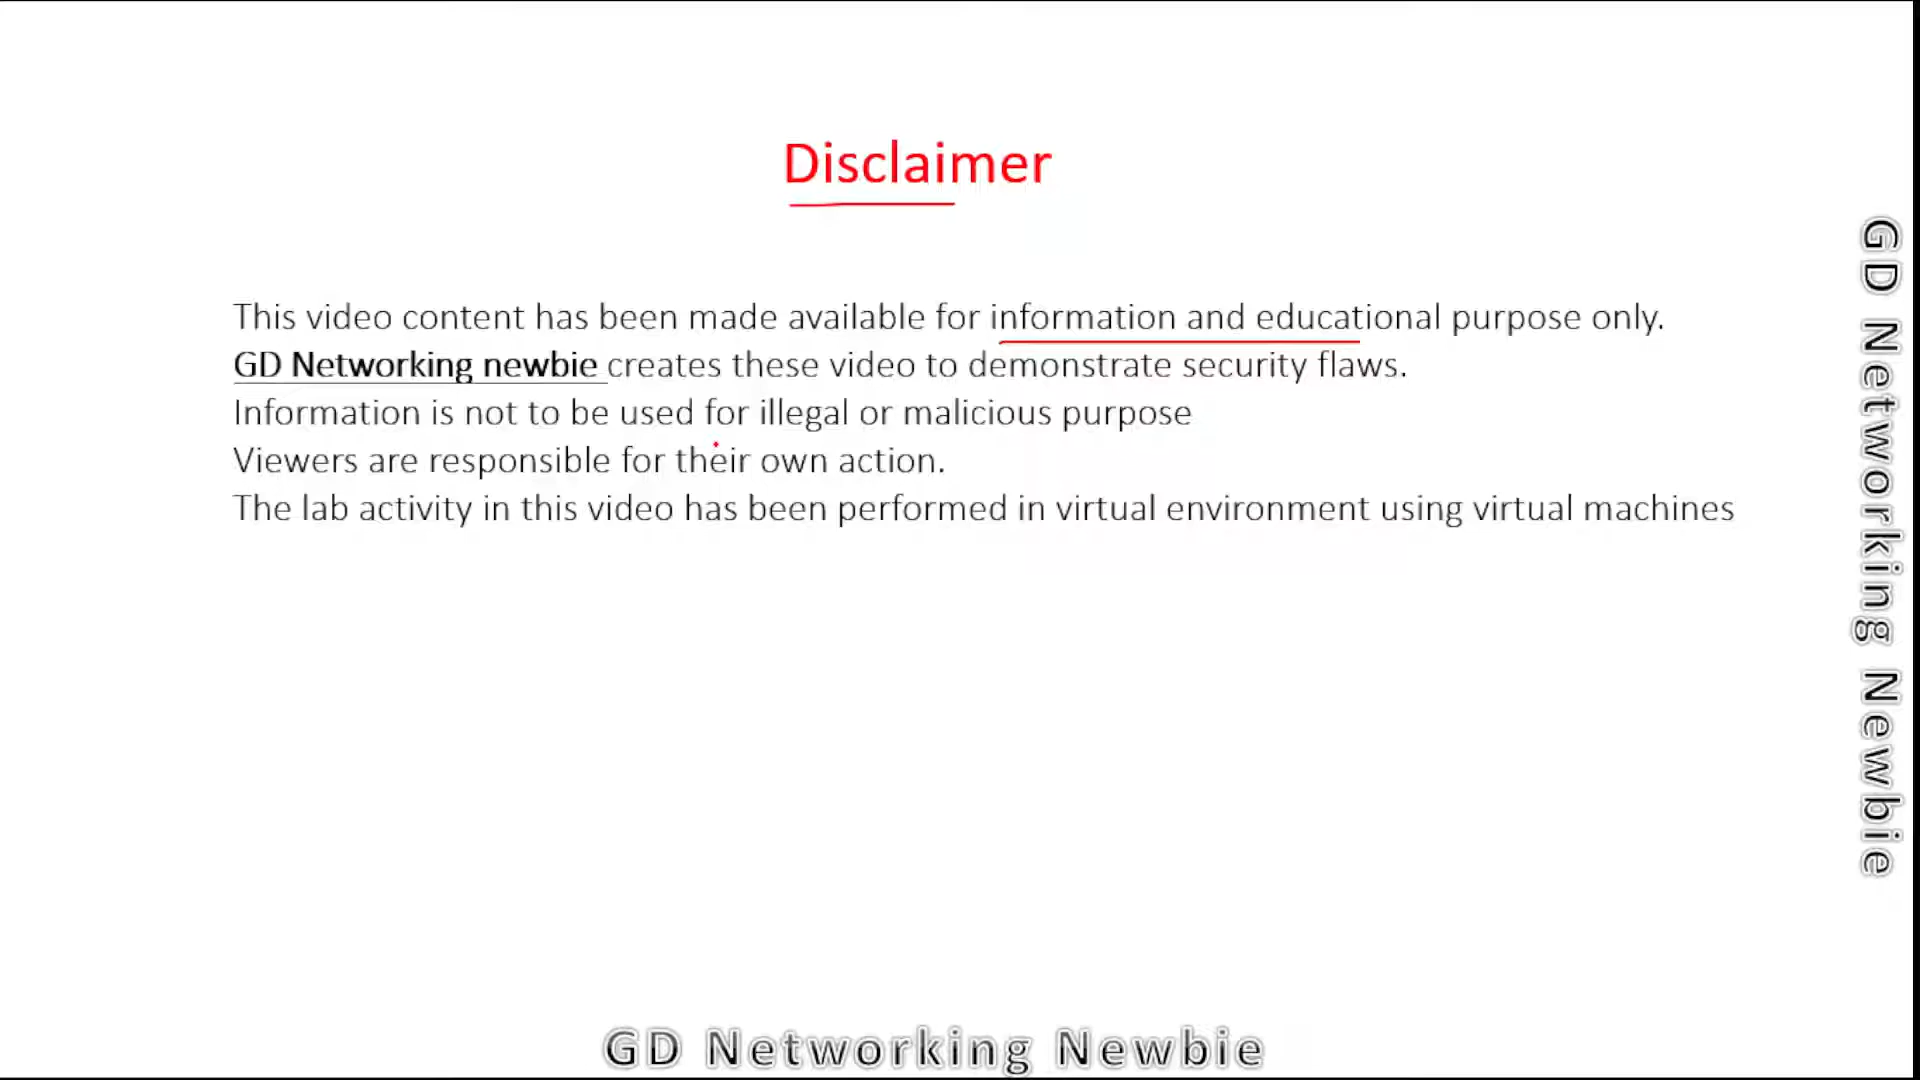 Disclaimer
This video content has been made available for information and educational purpose only.
GD Networking newbie creates these video to demonstrate security flaws.
Information is not to be used for illegal or malicious purpose
Viewers are responsible for their own action.
The lab activity in this video has been performed in virtual environment using virtual machines
GD Networking Newbie
GD Networking Newbie